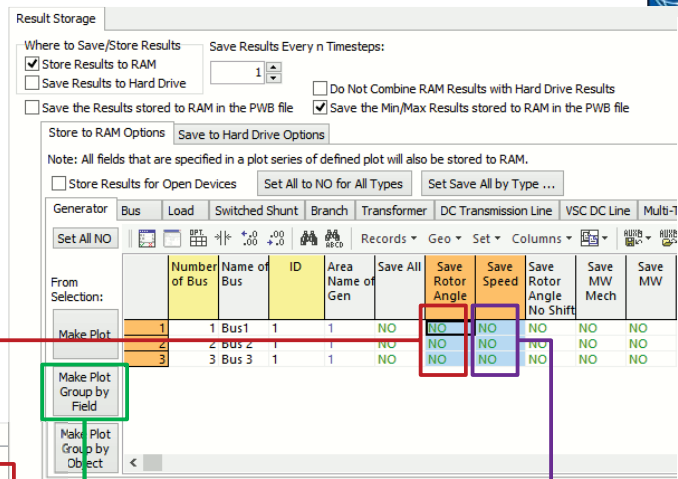 Result Storage
Where to Save/Store Results
Save Results Every n Timesteps:
Store Results to RAM
1
Save Results to Hard Drive
Do Not Combine RAM Results with Hard Drive Results
Save the Results stored to RAM in the PWB file
Save the Min/Max Results stored to RAM in the PWB file
Store to RAM Options
Save to Hard Drive Options
Note: All fields that are specified in a plot series of defined plot will also be stored to RAM.
Store Results for Open Devices
Set All to NO for All Types
Set Save All by Type ...
Generator Bus Load Switched Shunt Branch Transformer DC Transmission Line VSC DC Line Multi-T
Set All NO
Records Geo Set Columns
From
Selection:
Number of Bus
Name of Bus
ID
Area Name of Gen
Save All
Save Rotor Angle
Save Speed
Save Rotor Angle No Shift
Save MW Mech
Save MW
1 1 Bus1 1 1 NO NO NO NO NO NO
2 2 Bus 2 1 1 NO NO NO NO NO NO
3 3 Bus 3 1 1 NO NO NO NO NO NO
Make Plot
Make Plot
Group by
Field
Make Plot
Group by
Object